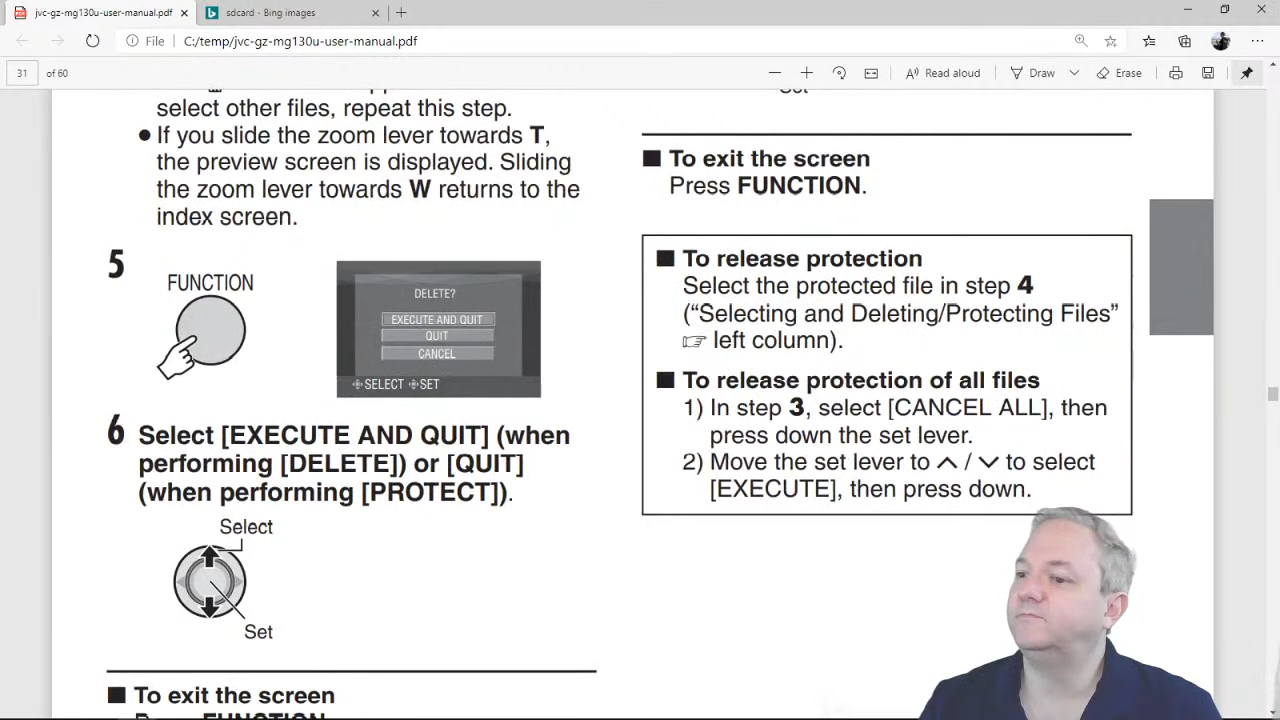 jvc-gz-mg130u-user-manual.pdf
sdcard - Bing images
File
C:/temp/jvc-gz-mg130u-user-manual.pdf
31 of 60
Read aloud
Draw
Erase
select other files, repeat this step.
● If you slide the zoom lever towards T,
the preview screen is displayed. Sliding
the zoom lever towards W returns to the
index screen.
5
FUNCTION
DELETE?
EXECUTE AND QUIT
QUIT
CANCEL
SELECT SET
6 Select [EXECUTE AND QUIT] (when
performing [DELETE]) or [QUIT]
(when performing [PROTECT]).
Select
Set
■ To exit the screen
Press FUNCTION.
Set
■ To exit the screen
Press FUNCTION.
■ To release protection
Select the protected file in step 4
(“Selecting and Deleting/Protecting Files”
☞ left column).
■ To release protection of all files
1) In step 3, select [CANCEL ALL], then
press down the set lever.
2) Move the set lever to ∧ / ∨ to select
[EXECUTE], then press down.